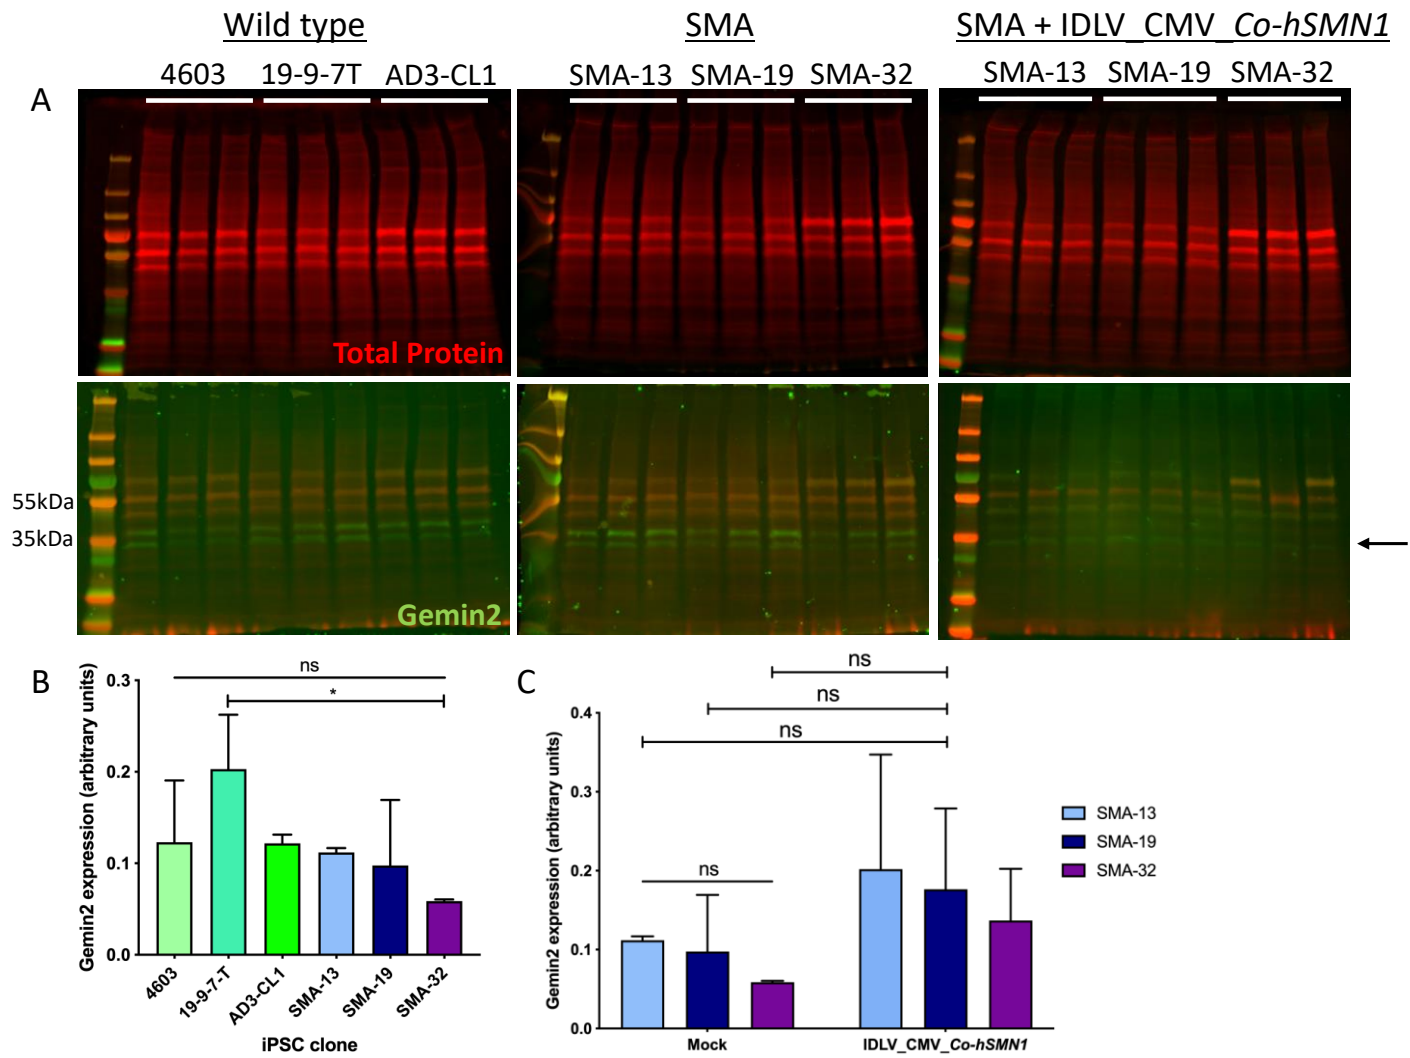 Wild type
SMA
SMA + IDLV_CMV_Co-hSMN1
4603 19-9-7T AD3-CL1
SMA-13 SMA-19 SMA-32
SMA-13 SMA-19 SMA-32
A
Total Protein
55kDa
35kDa
Gemin2
B
Gemin2 expression (arbitrary units)
0.3
0.2
0.1
0.0
ns
*
4603
19-9-7-T
AD3-CL1
SMA-13
SMA-19
SMA-32
iPSC clone
C
Gemin2 expression (arbitrary units)
0.4
0.3
0.2
0.1
0.0
ns
ns
ns
ns
Mock
IDLV_CMV_Co-hSMN1
SMA-13
SMA-19
SMA-32